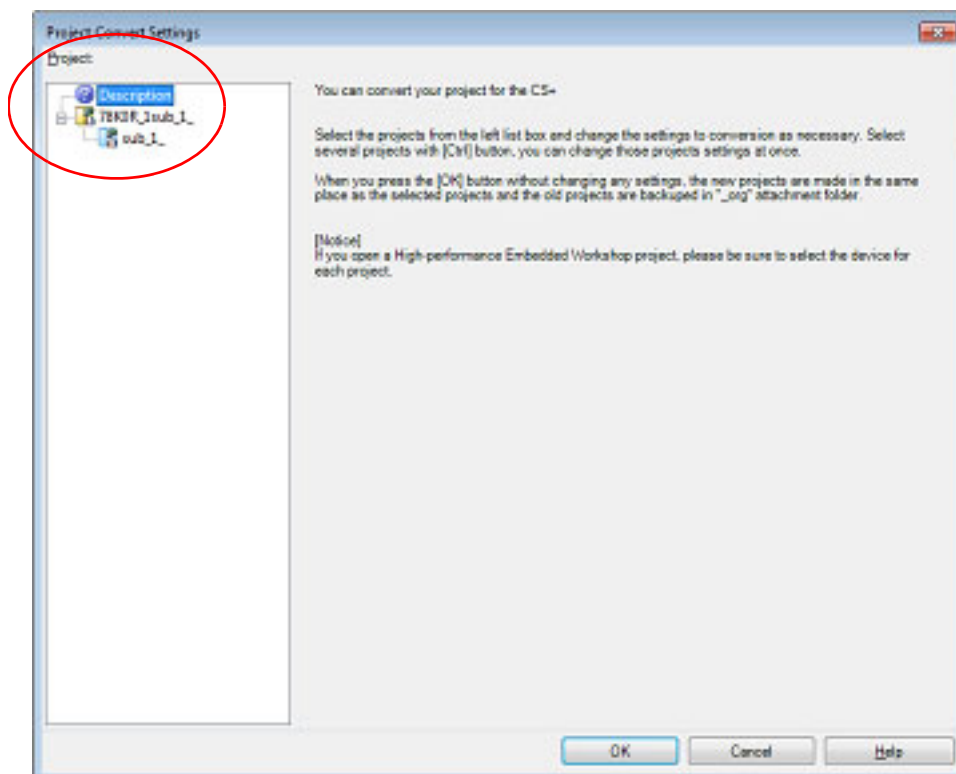 Project Convert Settings
Project:
Description
78K0R_1sub_1_
sub_1_
You can convert your project for the CS+
Select the projects from the left list box and change the settings to conversion as necessary. Select
several projects with [Ctrl] button, you can change those projects settings at once.
When you press the [OK] button without changing any settings, the new projects are made in the same
place as the selected projects and the old projects are backuped in "_org" attachment folder.
[Notice]
If you open a High-performance Embedded Workshop project, please be sure to select the device for
each project.
OK
Cancel
Help